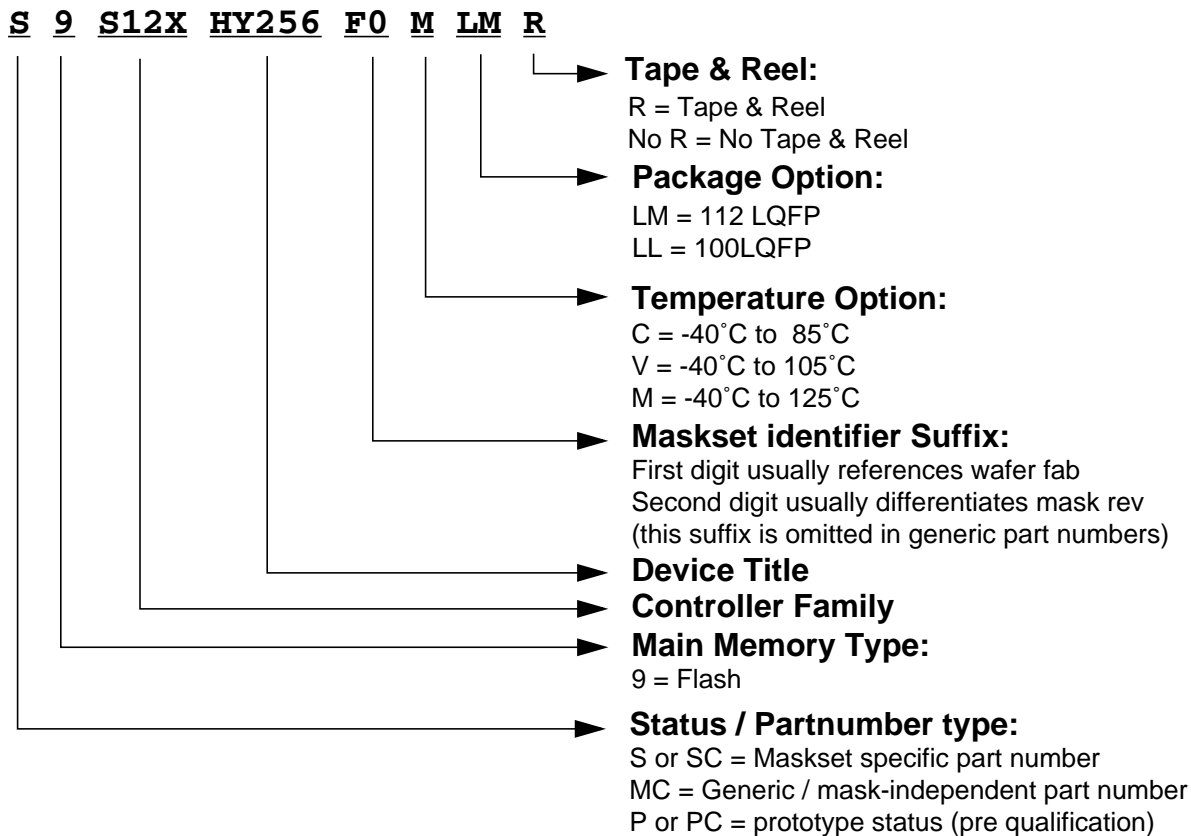 S 9 S12X HY256 F0 M LM R
Tape & Reel:
R = Tape & Reel
No R = No Tape & Reel
Package Option:
LM = 112 LQFP
LL = 100LQFP
Temperature Option:
C = -40˚C to 85˚C
V = -40˚C to 105˚C
M = -40˚C to 125˚C
Maskset identifier Suffix:
First digit usually references wafer fab
Second digit usually differentiates mask rev
(this suffix is omitted in generic part numbers)
Device Title
Controller Family
Main Memory Type:
9 = Flash
Status / Partnumber type:
S or SC = Maskset specific part number
MC = Generic / mask-independent part number
P or PC = prototype status (pre qualification)